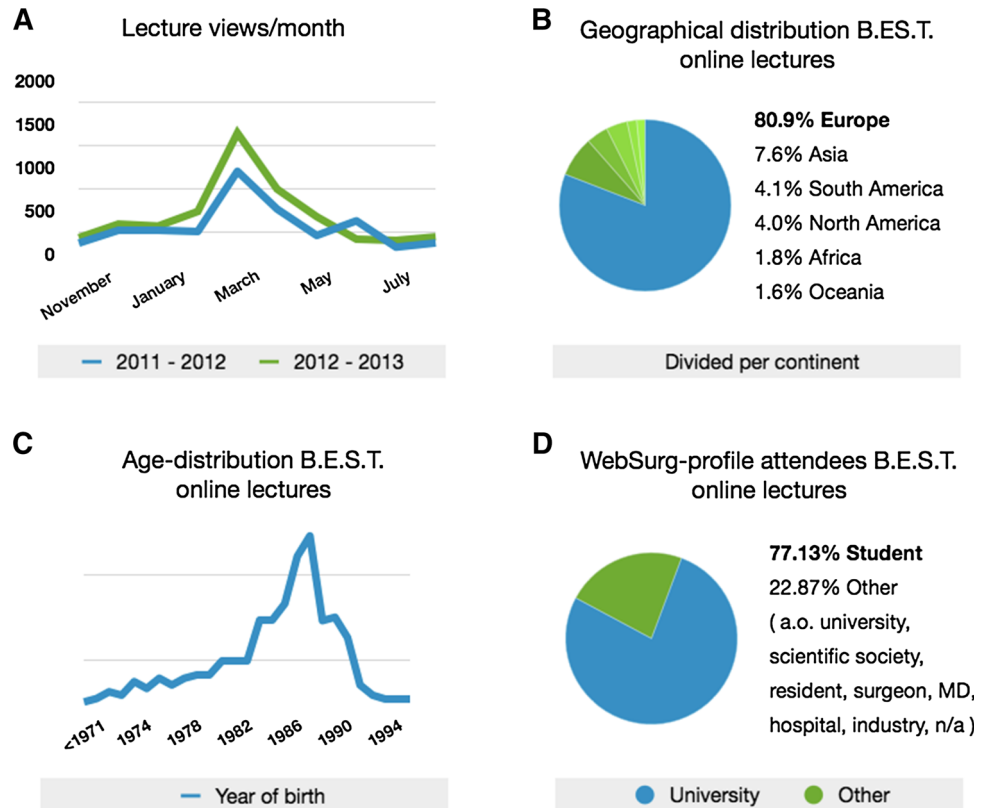 A
Lecture views/month
2000
1500
1000
500
0
November
January
March
May
July
2011 - 2012
2012 - 2013
B
Geographical distribution B.ES.T.
online lectures
80.9% Europe
7.6% Asia
4.1% South America
4.0% North America
1.8% Africa
1.6% Oceania
Divided per continent
C
Age-distribution B.E.S.T.
online lectures
<1971
1974
1978
1982
1986
1990
1994
Year of birth
D
WebSurg-profile attendees B.E.S.T.
online lectures
77.13% Student
22.87% Other
( a.o. university,
scientific society,
resident, surgeon, MD,
hospital, industry, n/a )
University
Other